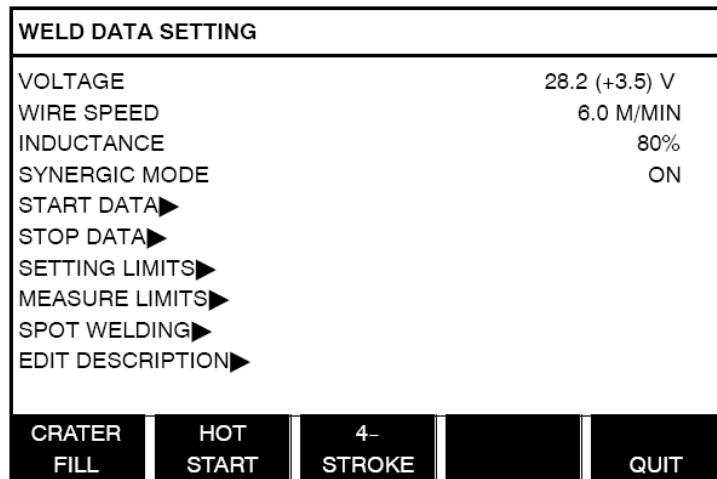 WELD DATA SETTING
VOLTAGE 28.2 (+3.5) V
WIRE SPEED 6.0 M/MIN
INDUCTANCE 80%
SYNERGIC MODE ON
START DATA▶
STOP DATA▶
SETTING LIMITS▶
MEASURE LIMITS▶
SPOT WELDING▶
EDIT DESCRIPTION▶
CRATER HOT 4–
FILL START STROKE QUIT